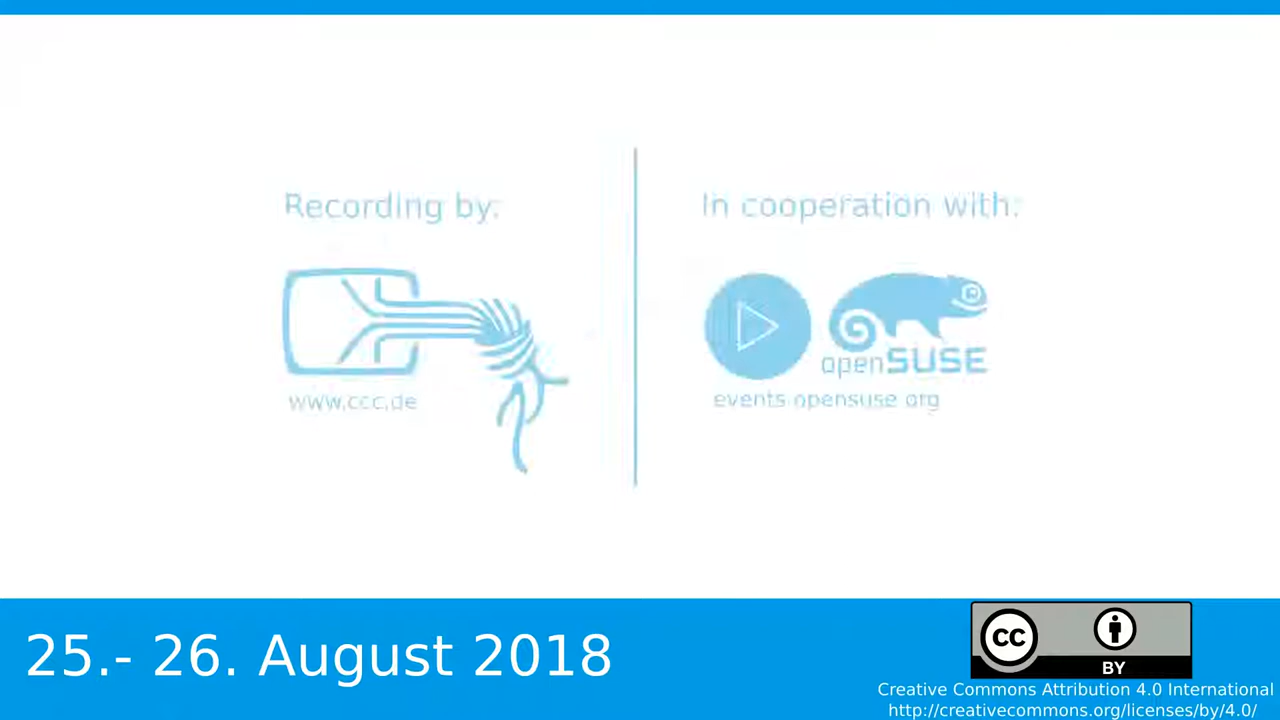 Recording by:
www.ccc.de
In cooperation with:
openSUSE
events.opensuse.org
25.- 26. August 2018
CC
BY
Creative Commons Attribution 4.0 International
http://creativecommons.org/licenses/by/4.0/